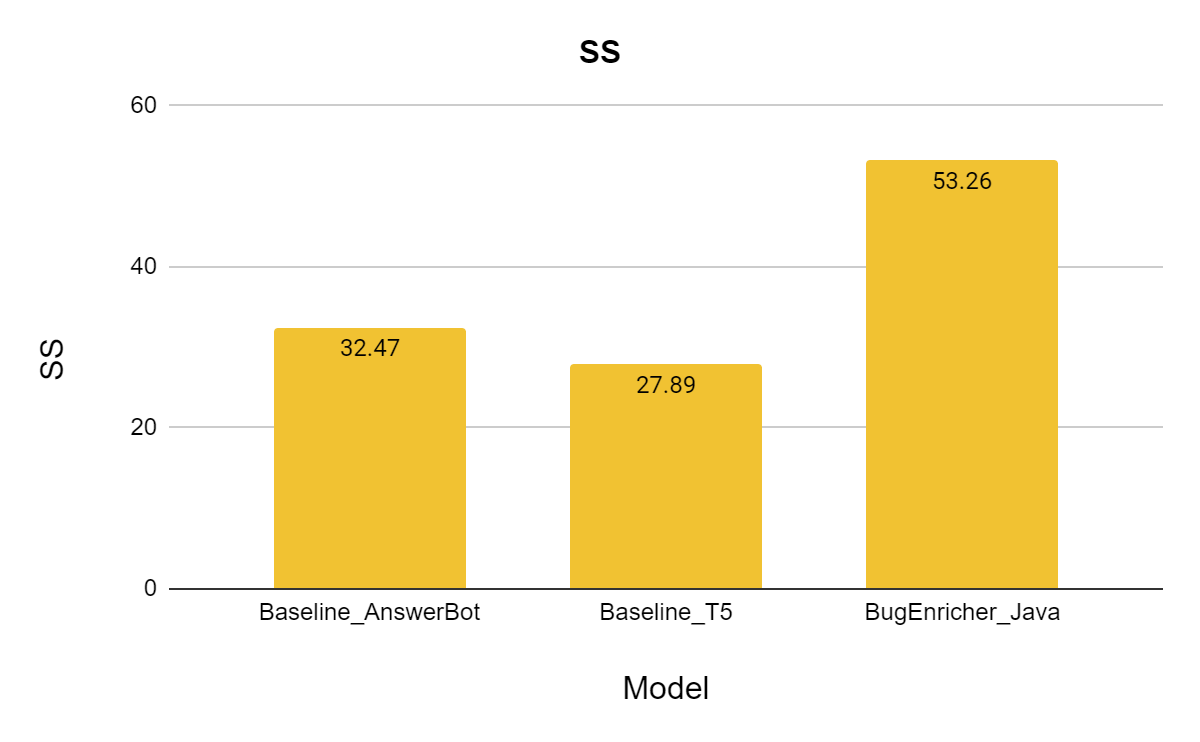 SS
60
40
20
0
SS
32.47
27.89
53.26
Baseline_AnswerBot
Baseline_T5
BugEnricher_Java
Model